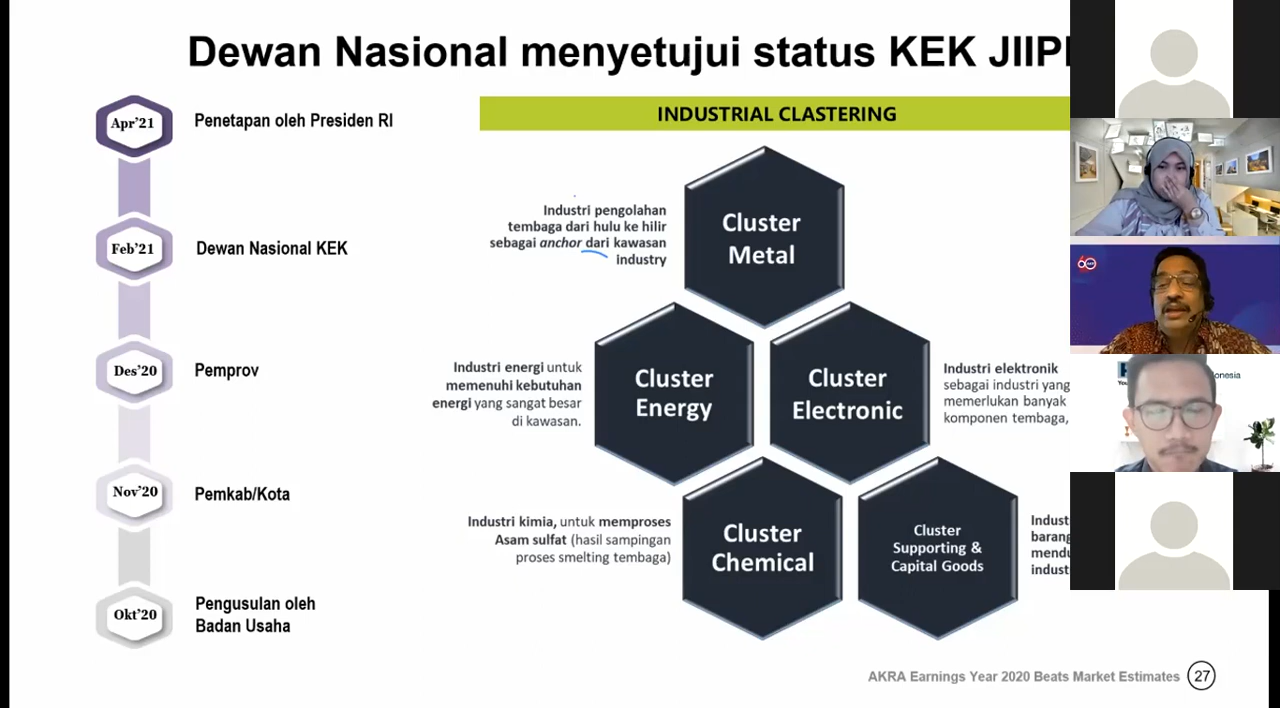 Dewan Nasional menyetujui status KEK
INDUSTRIAL CLASTERING
Apr’21
Penetapan oleh Presiden RI
Feb’21
Dewan Nasional KEK
Des’20
Pemprov
Nov’20
Pemkab/Kota
Okt’20
Pengusulan oleh
Badan Usaha
Industri pengolahan
tembaga dari hulu ke hilir
sebagai anchor dari kawasan
industry
Cluster
Metal
Industri energi untuk
memenuhi kebutuhan
energi yang sangat besar
di kawasan.
Cluster
Energy
Cluster
Electronic
Industri elektronik
sebagai industri yang
memerlukan banyak
komponen tembaga,
Industri kimia, untuk memproses
Asam sulfat (hasil sampingan
proses smelting tembaga)
Cluster
Chemical
Cluster
Supporting &
Capital Goods
AKRA Earnings Year 2020 Beats Market Estimates 27